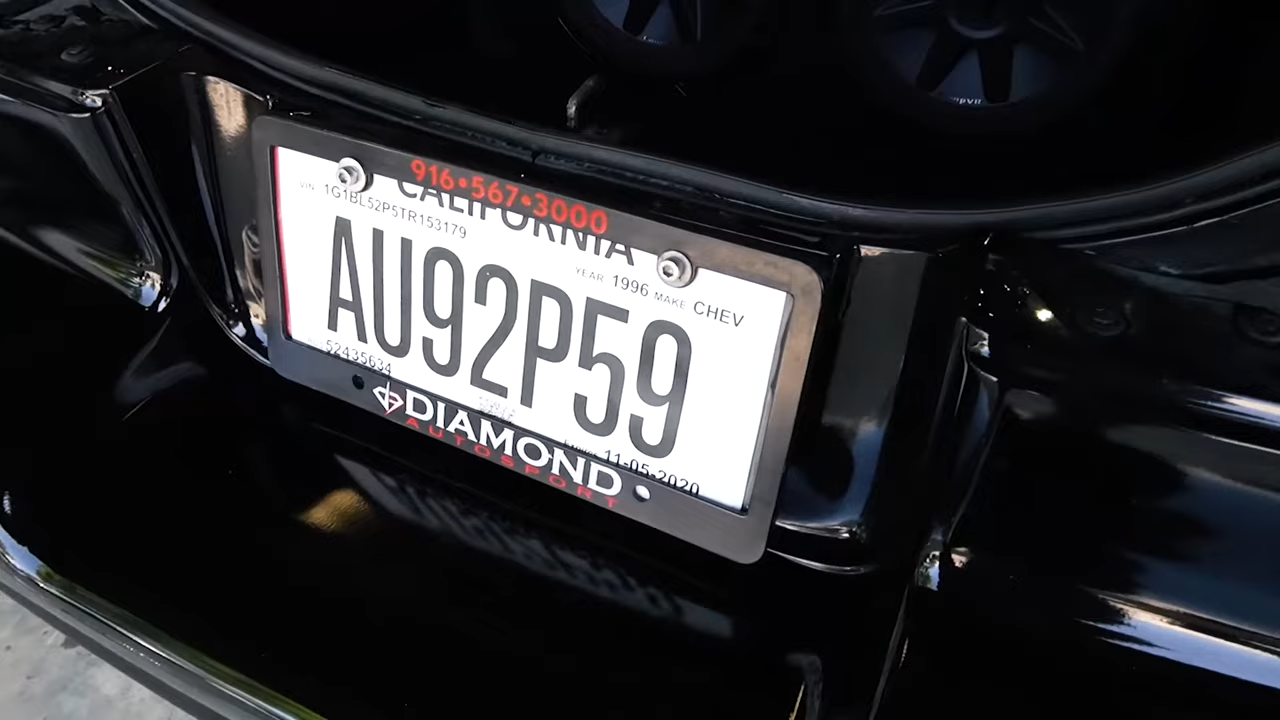 916•567•3000
CALIFORNIA
VIN 1G1BL52P5TR153179
YEAR 1996 MAKE CHEV
AU92P59
52435634
11-05-2020
DIAMOND
AUTOSPORT